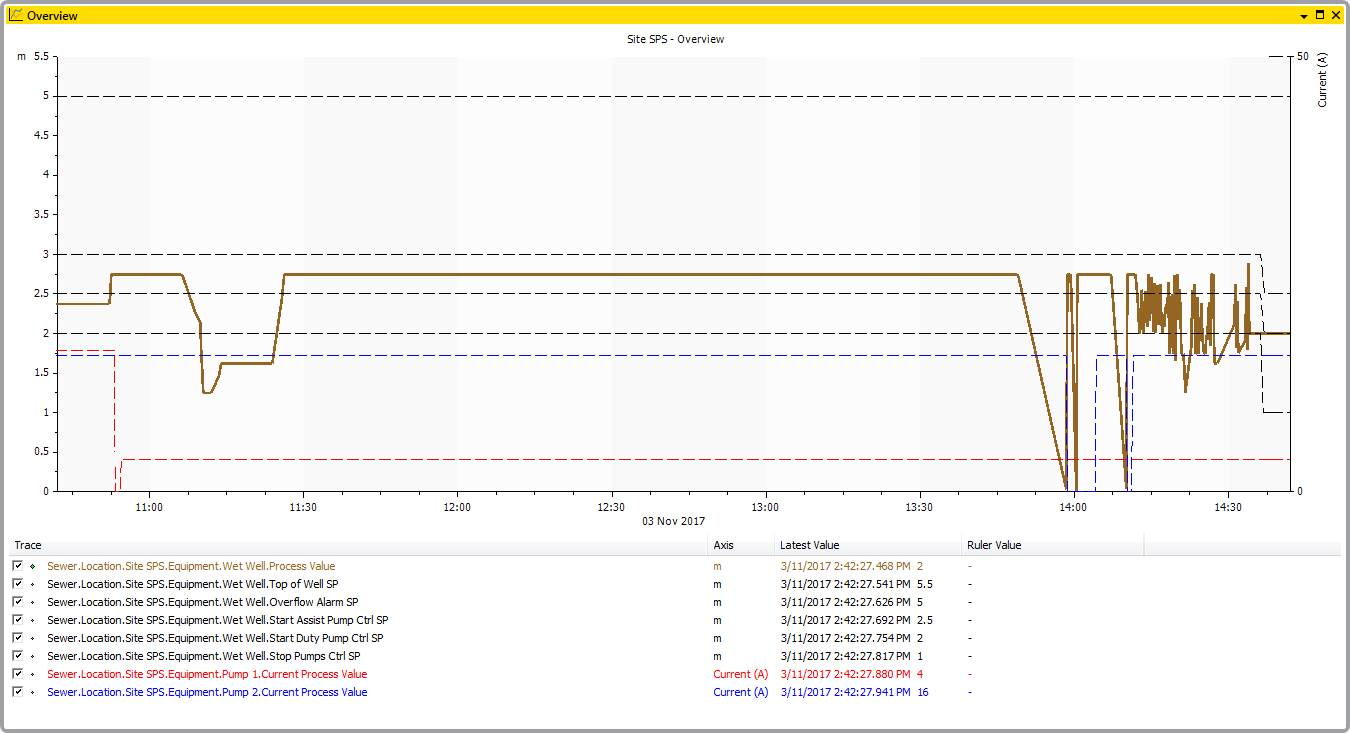 Overview
Site SPS - Overview
m 5.5 50
5
4.5
4
3.5
3
2.5
2
1.5
1
0.5
0 0
Current (A)
11:00 11:30 12:00 12:30 13:00 13:30 14:00 14:30
03 Nov 2017
Trace Axis Latest Value Ruler Value
Sewer.Location.Site SPS.Equipment.Wet Well.Process Value m 3/11/2017 2:42:27.468 PM 2 -
Sewer.Location.Site SPS.Equipment.Wet Well.Top of Well SP m 3/11/2017 2:42:27.541 PM 5.5 -
Sewer.Location.Site SPS.Equipment.Wet Well.Overflow Alarm SP m 3/11/2017 2:42:27.626 PM 5 -
Sewer.Location.Site SPS.Equipment.Wet Well.Start Assist Pump Ctrl SP m 3/11/2017 2:42:27.692 PM 2.5 -
Sewer.Location.Site SPS.Equipment.Wet Well.Start Duty Pump Ctrl SP m 3/11/2017 2:42:27.754 PM 2 -
Sewer.Location.Site SPS.Equipment.Wet Well.Stop Pumps Ctrl SP m 3/11/2017 2:42:27.817 PM 1 -
Sewer.Location.Site SPS.Equipment.Pump 1.Current Process Value Current (A) 3/11/2017 2:42:27.880 PM 4 -
Sewer.Location.Site SPS.Equipment.Pump 2.Current Process Value Current (A) 3/11/2017 2:42:27.941 PM 16 -